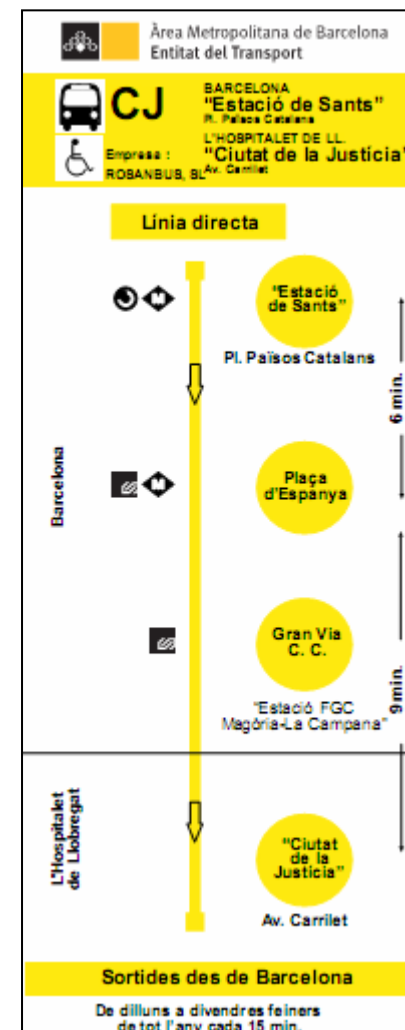 Àrea Metropolitana de Barcelona
Entitat del Transport
CJ
BARCELONA
"Estació de Sants"
Pl. Països Catalans
L'HOSPITALET DE LL.
"Ciutat de la Justícia"
Av. Carrilet
Empresa :
ROSANBUS, SL
Línia directa
"Estació
de Sants"
Pl. Països Catalans
M
6 min.
Barcelona
Plaça
d'Espanya
M
Gran Via
C. C.
"Estació FGC
Magòria-La Campana"
9 min.
L'Hospitalet
de Llobregat
"Ciutat
de la
Justícia"
Av. Carrilet
Sortides des de Barcelona
De dilluns a divendres feiners
de tot l'any cada 15 min.